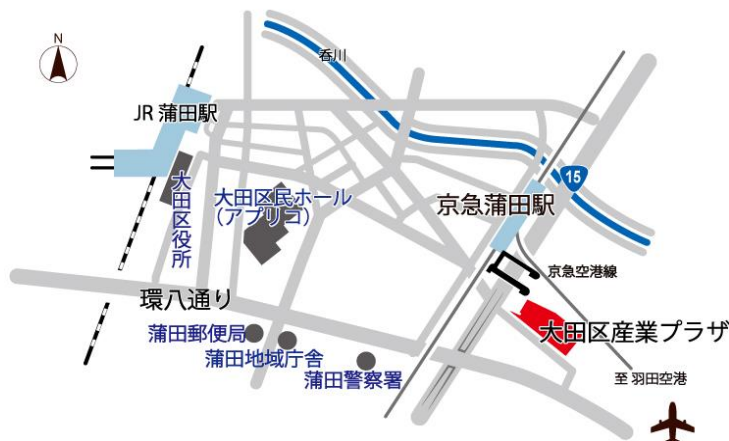 N
呑川
JR 蒲田駅
15
大田区役所
大田区民ホール
（アプリコ）
京急蒲田駅
京急空港線
環八通り
大田区産業プラザ
蒲田郵便局
蒲田地域庁舎
蒲田警察署
至 羽田空港